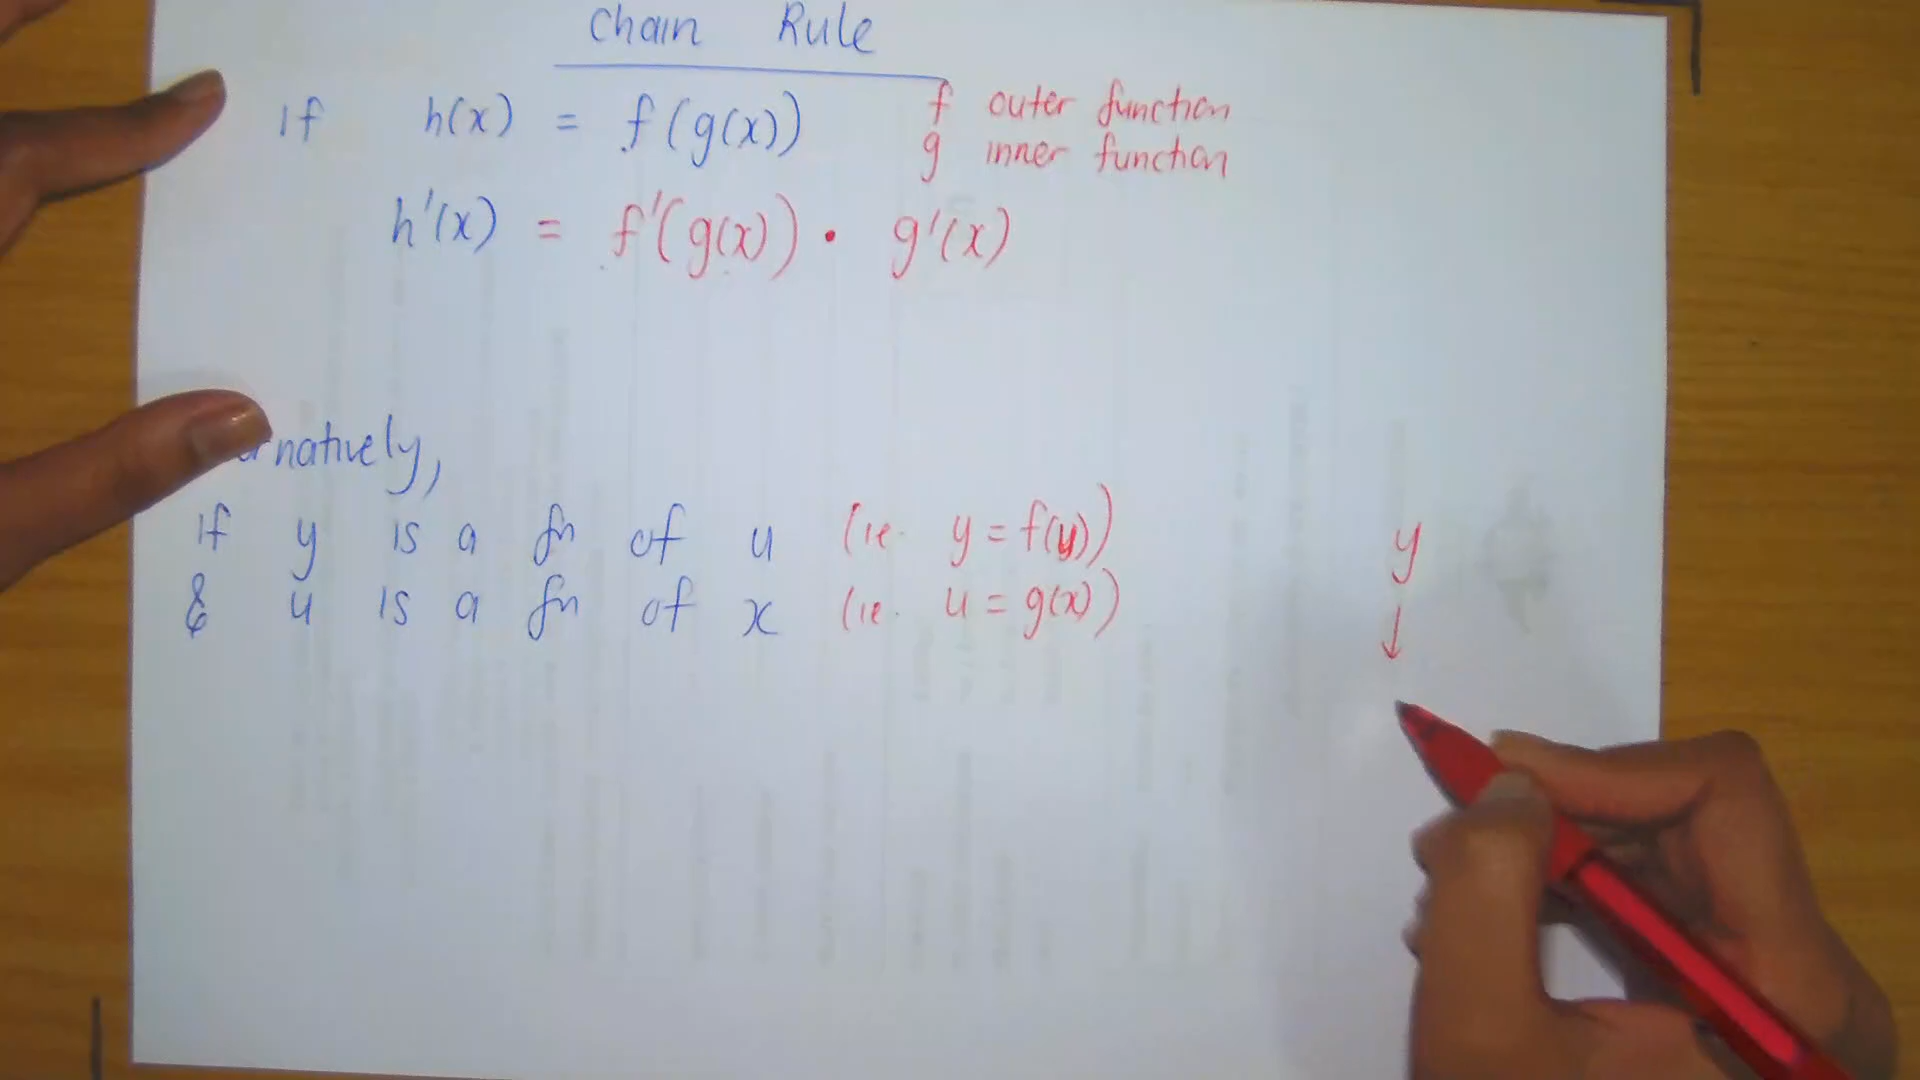 Chain Rule
If h(x) = f(g(x))
f outer function
g inner function
h'(x) = f'(g(x)) · g'(x)
rnatively,
If y is a fn of u (ie. y = f(u))
& u is a fn of x (ie. u = g(x))
y
↓